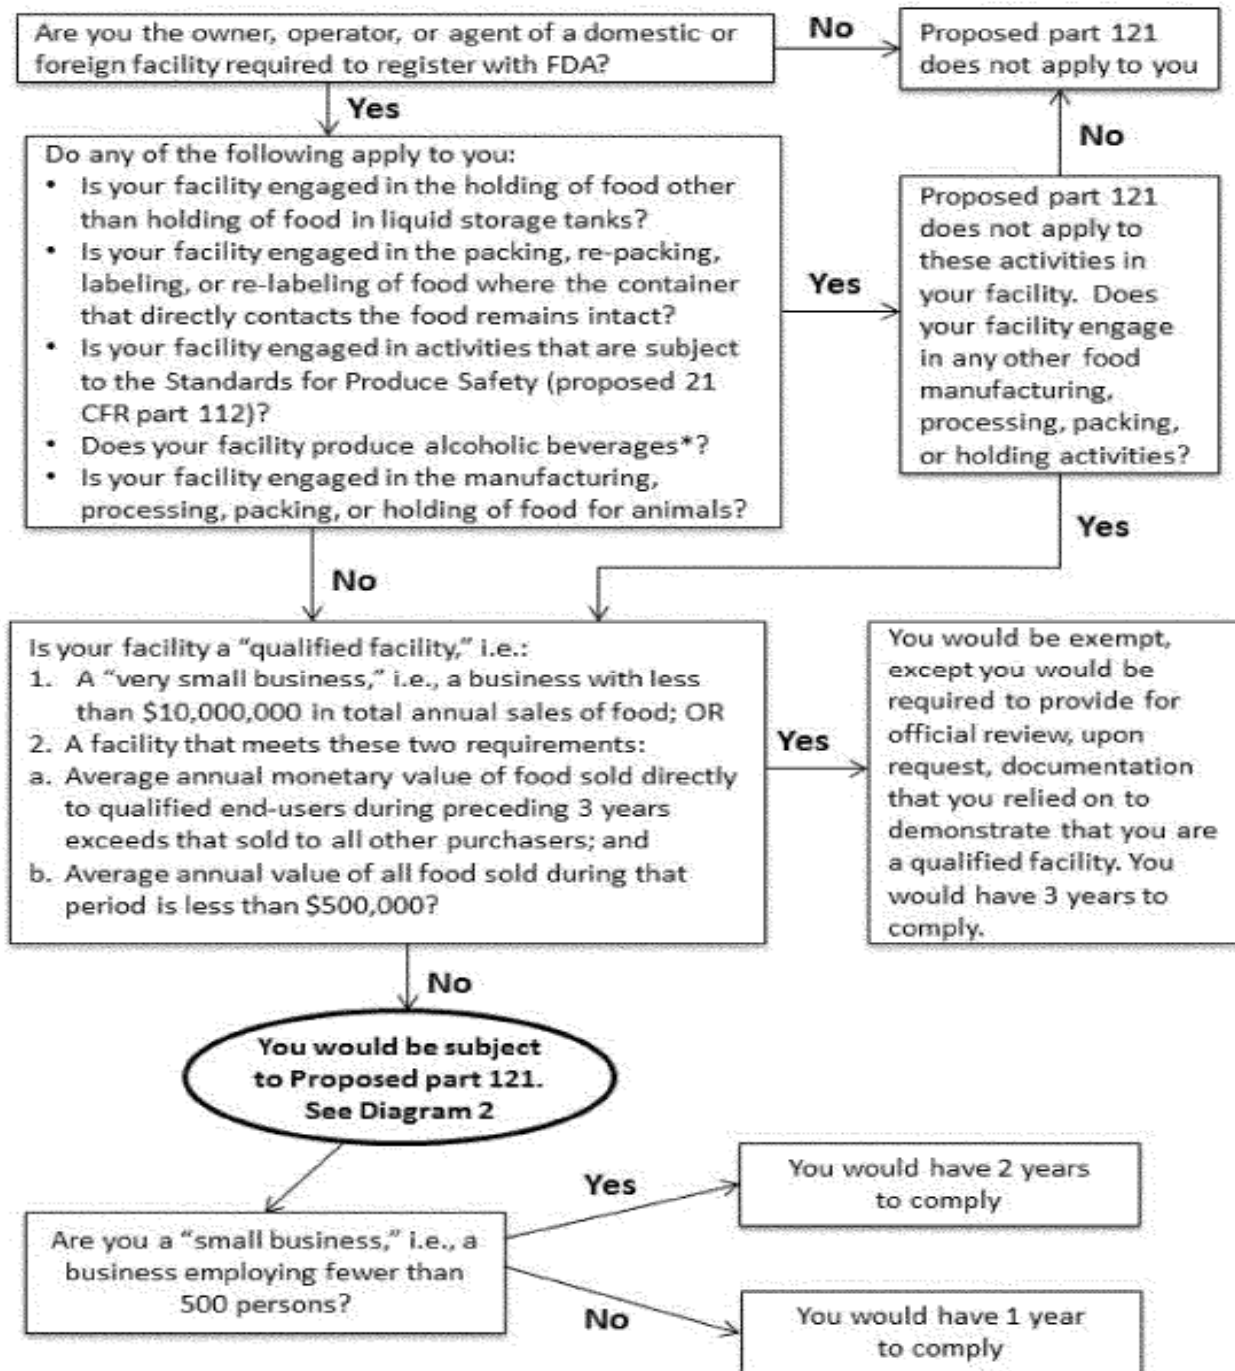 Are you the owner, operator, or agent of a domestic or
foreign facility required to register with FDA?
No
Proposed part 121
does not apply to you
Yes
No
Do any of the following apply to you:
• Is your facility engaged in the holding of food other
than holding of food in liquid storage tanks?
• Is your facility engaged in the packing, re-packing,
labeling, or re-labeling of food where the container
that directly contacts the food remains intact?
• Is your facility engaged in activities that are subject
to the Standards for Produce Safety (proposed 21
CFR part 112)?
• Does your facility produce alcoholic beverages*?
• Is your facility engaged in the manufacturing,
processing, packing, or holding of food for animals?
Yes
Proposed part 121
does not apply to
these activities in
your facility. Does
your facility engage
in any other food
manufacturing,
processing, packing,
or holding activities?
No
Yes
Is your facility a “qualified facility,” i.e.:
1. A “very small business,” i.e., a business with less
than $10,000,000 in total annual sales of food; OR
2. A facility that meets these two requirements:
a. Average annual monetary value of food sold directly
to qualified end-users during preceding 3 years
exceeds that sold to all other purchasers; and
b. Average annual value of all food sold during that
period is less than $500,000?
Yes
You would be exempt,
except you would be
required to provide for
official review, upon
request, documentation
that you relied on to
demonstrate that you are
a qualified facility. You
would have 3 years to
comply.
No
You would be subject
to Proposed part 121.
See Diagram 2
Are you a “small business,” i.e., a
business employing fewer than
500 persons?
Yes
You would have 2 years
to comply
No
You would have 1 year
to comply